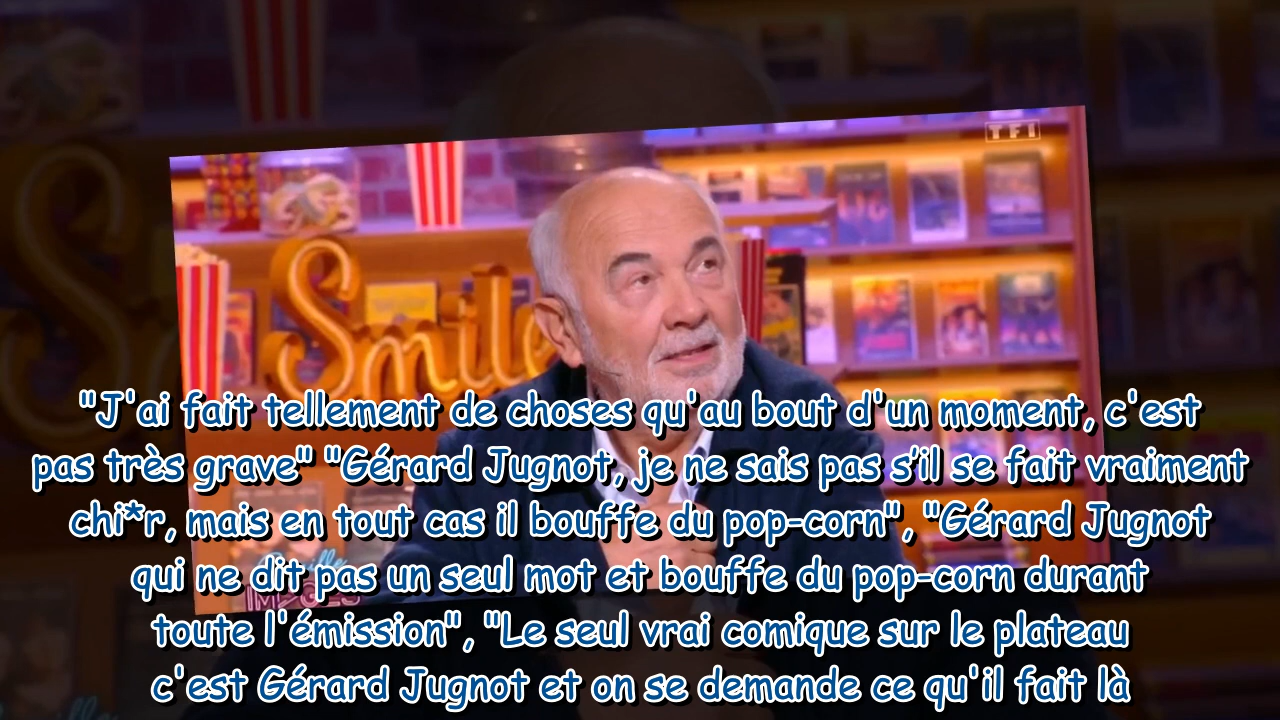 TF1
Smile
"J'ai fait tellement de choses qu'au bout d'un moment, c'est
pas très grave" "Gérard Jugnot, je ne sais pas s’il se fait vraiment
chi*r, mais en tout cas il bouffe du pop-corn", "Gérard Jugnot
qui ne dit pas un seul mot et bouffe du pop-corn durant
toute l'émission", "Le seul vrai comique sur le plateau
c'est Gérard Jugnot et on se demande ce qu'il fait là